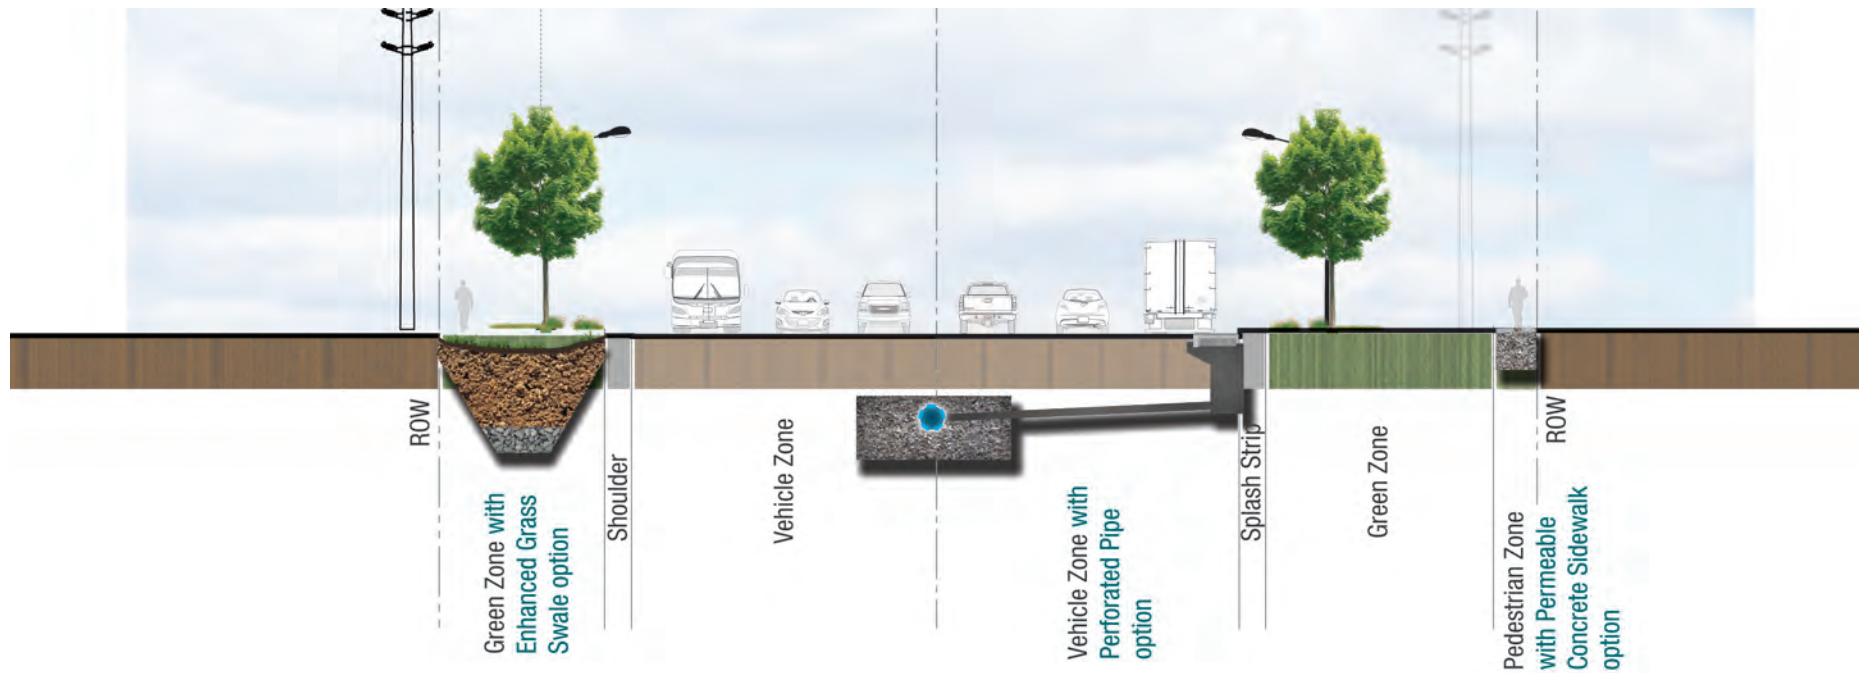 ROW
Green Zone with
Enhanced Grass
Swale option
Shoulder
Vehicle Zone
Vehicle Zone with
Perforated Pipe
option
Splash Strip
Green Zone
Pedestrian Zone
with Permeable
Concrete Sidewalk
option
ROW